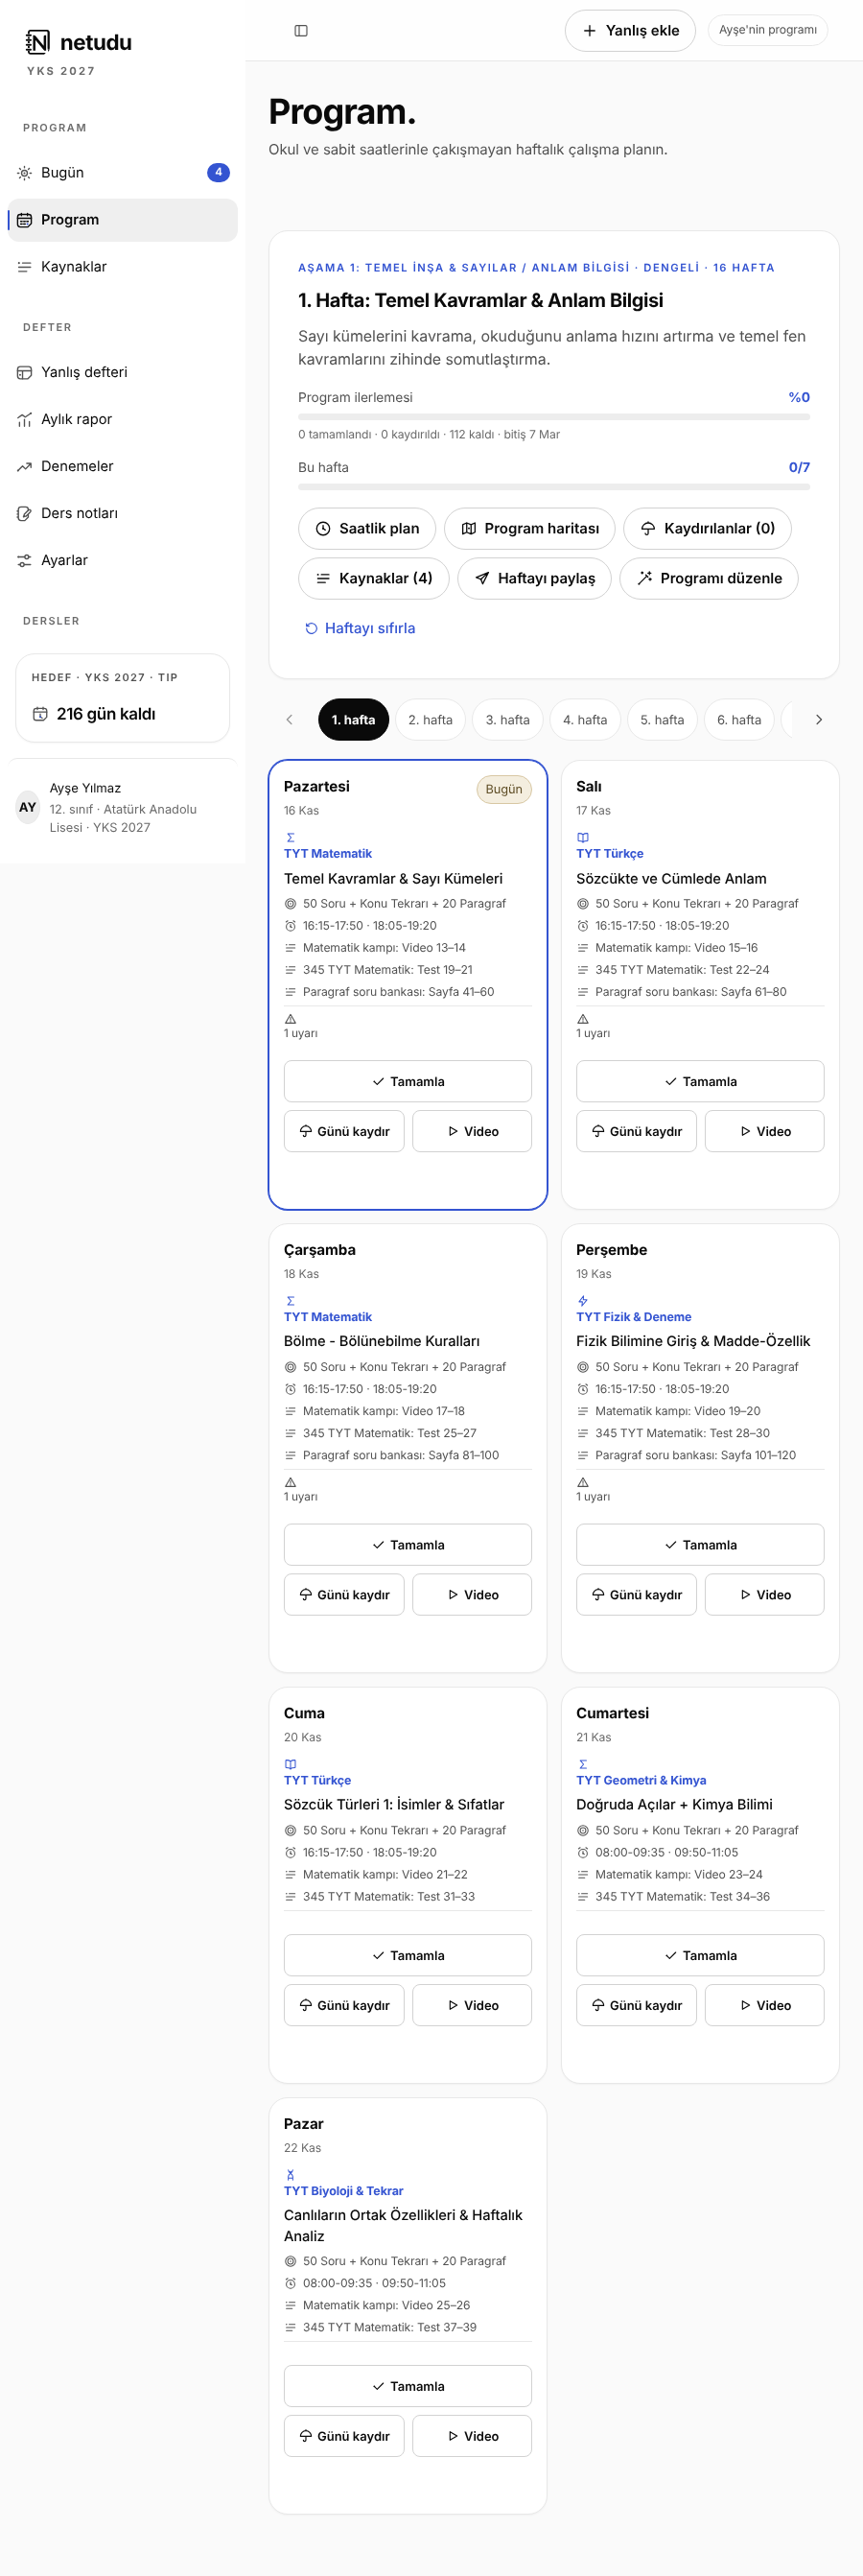 netudu
YKS 2027
PROGRAM
Bugün
4
Program
Kaynaklar
DEFTER
Yanlış defteri
Aylık rapor
Denemeler
Ders notları
Ayarlar
DERSLER
HEDEF · YKS 2027 · TIP
216 gün kaldı
AY
Ayşe Yılmaz
12. sınıf · Atatürk Anadolu
Lisesi · YKS 2027
Yanlış ekle
Ayşe'nin programı
Program.
Okul ve sabit saatlerinle çakışmayan haftalık çalışma planın.
AŞAMA 1: TEMEL İNŞA & SAYILAR / ANLAM BİLGİSİ · DENGELİ · 16 HAFTA
1. Hafta: Temel Kavramlar & Anlam Bilgisi
Sayı kümelerini kavrama, okuduğunu anlama hızını artırma ve temel fen
kavramlarını zihinde somutlaştırma.
Program ilerlemesi
%0
0 tamamlandı · 0 kaydırıldı · 112 kaldı · bitiş 7 Mar
Bu hafta
0/7
Saatlik plan
Program haritası
Kaydırılanlar (0)
Kaynaklar (4)
Haftayı paylaş
Programı düzenle
Haftayı sıfırla
1. hafta
2. hafta
3. hafta
4. hafta
5. hafta
6. hafta
Pazartesi
Bugün
16 Kas
TYT Matematik
Temel Kavramlar & Sayı Kümeleri
50 Soru + Konu Tekrarı + 20 Paragraf
16:15-17:50 · 18:05-19:20
Matematik kampı: Video 13–14
345 TYT Matematik: Test 19–21
Paragraf soru bankası: Sayfa 41–60
1 uyarı
Tamamla
Günü kaydır
Video
Salı
17 Kas
TYT Türkçe
Sözcükte ve Cümlede Anlam
50 Soru + Konu Tekrarı + 20 Paragraf
16:15-17:50 · 18:05-19:20
Matematik kampı: Video 15–16
345 TYT Matematik: Test 22–24
Paragraf soru bankası: Sayfa 61–80
1 uyarı
Tamamla
Günü kaydır
Video
Çarşamba
18 Kas
TYT Matematik
Bölme - Bölünebilme Kuralları
50 Soru + Konu Tekrarı + 20 Paragraf
16:15-17:50 · 18:05-19:20
Matematik kampı: Video 17–18
345 TYT Matematik: Test 25–27
Paragraf soru bankası: Sayfa 81–100
1 uyarı
Tamamla
Günü kaydır
Video
Perşembe
19 Kas
TYT Fizik & Deneme
Fizik Bilimine Giriş & Madde-Özellik
50 Soru + Konu Tekrarı + 20 Paragraf
16:15-17:50 · 18:05-19:20
Matematik kampı: Video 19–20
345 TYT Matematik: Test 28–30
Paragraf soru bankası: Sayfa 101–120
1 uyarı
Tamamla
Günü kaydır
Video
Cuma
20 Kas
TYT Türkçe
Sözcük Türleri 1: İsimler & Sıfatlar
50 Soru + Konu Tekrarı + 20 Paragraf
16:15-17:50 · 18:05-19:20
Matematik kampı: Video 21–22
345 TYT Matematik: Test 31–33
Tamamla
Günü kaydır
Video
Cumartesi
21 Kas
TYT Geometri & Kimya
Doğruda Açılar + Kimya Bilimi
50 Soru + Konu Tekrarı + 20 Paragraf
08:00-09:35 · 09:50-11:05
Matematik kampı: Video 23–24
345 TYT Matematik: Test 34–36
Tamamla
Günü kaydır
Video
Pazar
22 Kas
TYT Biyoloji & Tekrar
Canlıların Ortak Özellikleri & Haftalık
Analiz
50 Soru + Konu Tekrarı + 20 Paragraf
08:00-09:35 · 09:50-11:05
Matematik kampı: Video 25–26
345 TYT Matematik: Test 37–39
Tamamla
Günü kaydır
Video